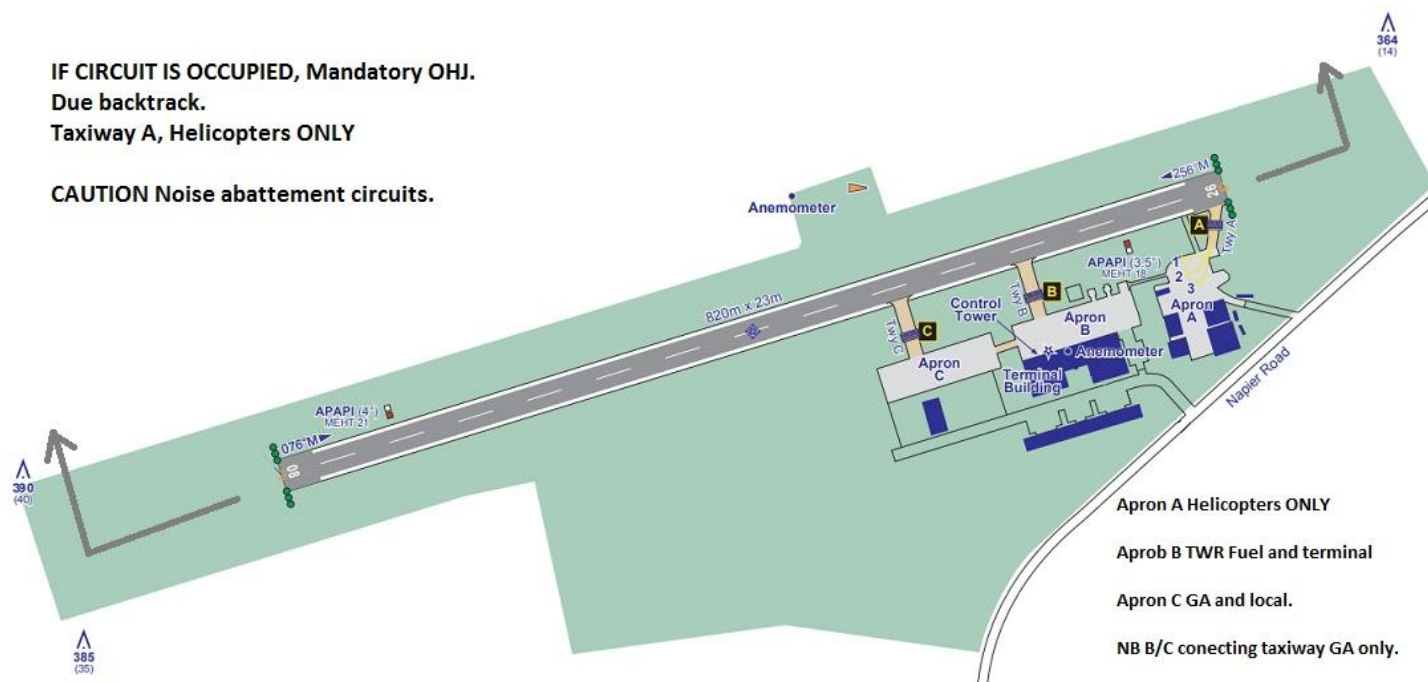 IF CIRCUIT IS OCCUPIED, Mandatory OHJ.
Due backtrack.
Taxiway A, Helicopters ONLY
CAUTION Noise abattement circuits.
364
(14)
256°M
26
Anemometer
A
Twy A
APAPI (3.5°)
MEHT 18
1
2
3
Apron
A
B
Twy B
Control
Tower
Apron
B
820m x 23m
C
Twy C
Anemometer
Apron
C
Terminal
Building
Napier Road
APAPI (4°)
MEHT 21
076°M
08
390
(40)
385
(35)
Apron A Helicopters ONLY
Aprob B TWR Fuel and terminal
Apron C GA and local.
NB B/C conecting taxiway GA only.